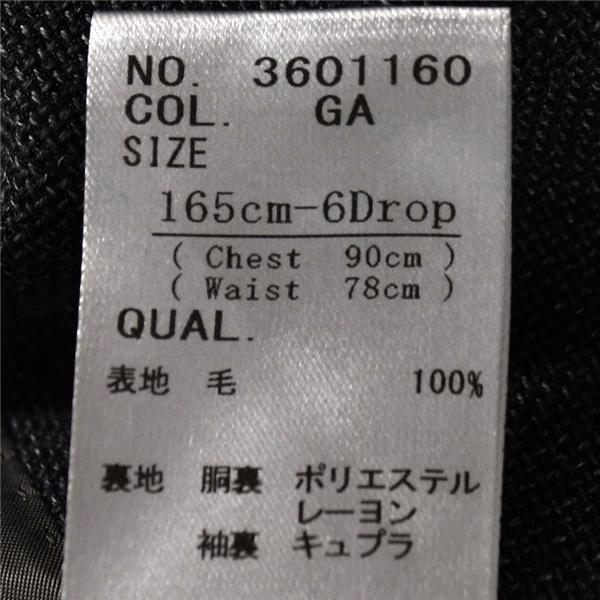 NO. 3601160
COL. GA
SIZE
165cm-6Drop
( Chest 90cm )
( Waist 78cm )
QUAL.
表地 毛 100%
裏地 胴裏 ポリエステル
レーヨン
袖裏 キュプラ